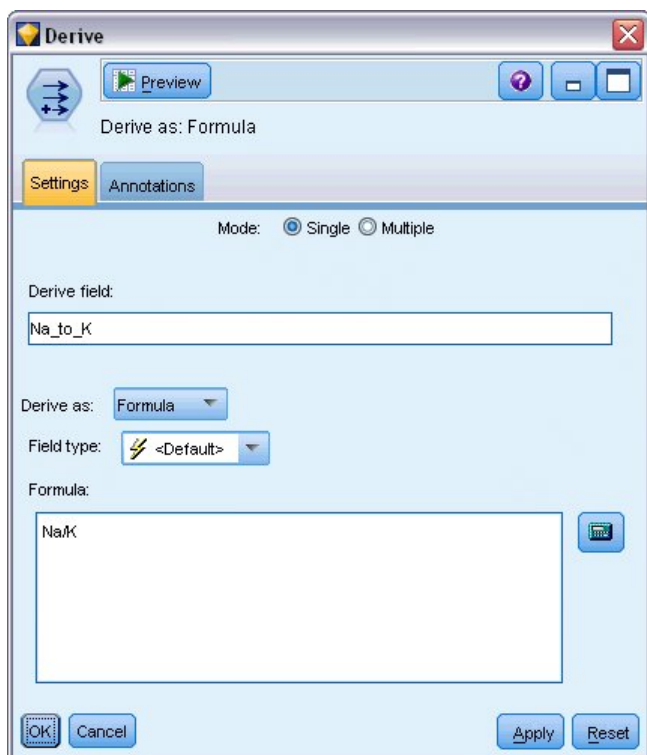 Derive
Preview
Derive as: Formula
Settings Annotations
Mode: Single Multiple
Derive field:
Na_to_K
Derive as: Formula
Field type: <Default>
Formula:
Na/K
OK Cancel Apply Reset